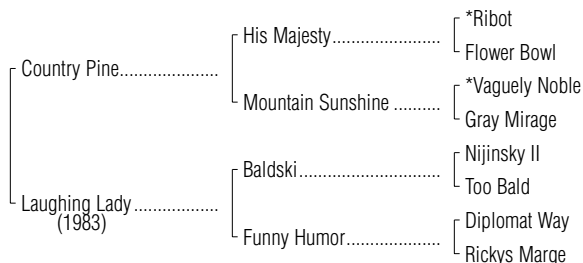 *Ribot
His Majesty
Flower Bowl
Country Pine
*Vaguely Noble
Mountain Sunshine
Gray Mirage
Nijinsky II
Baldski
Too Bald
Laughing Lady
(1983)
Diplomat Way
Funny Humor
Rickys Marge